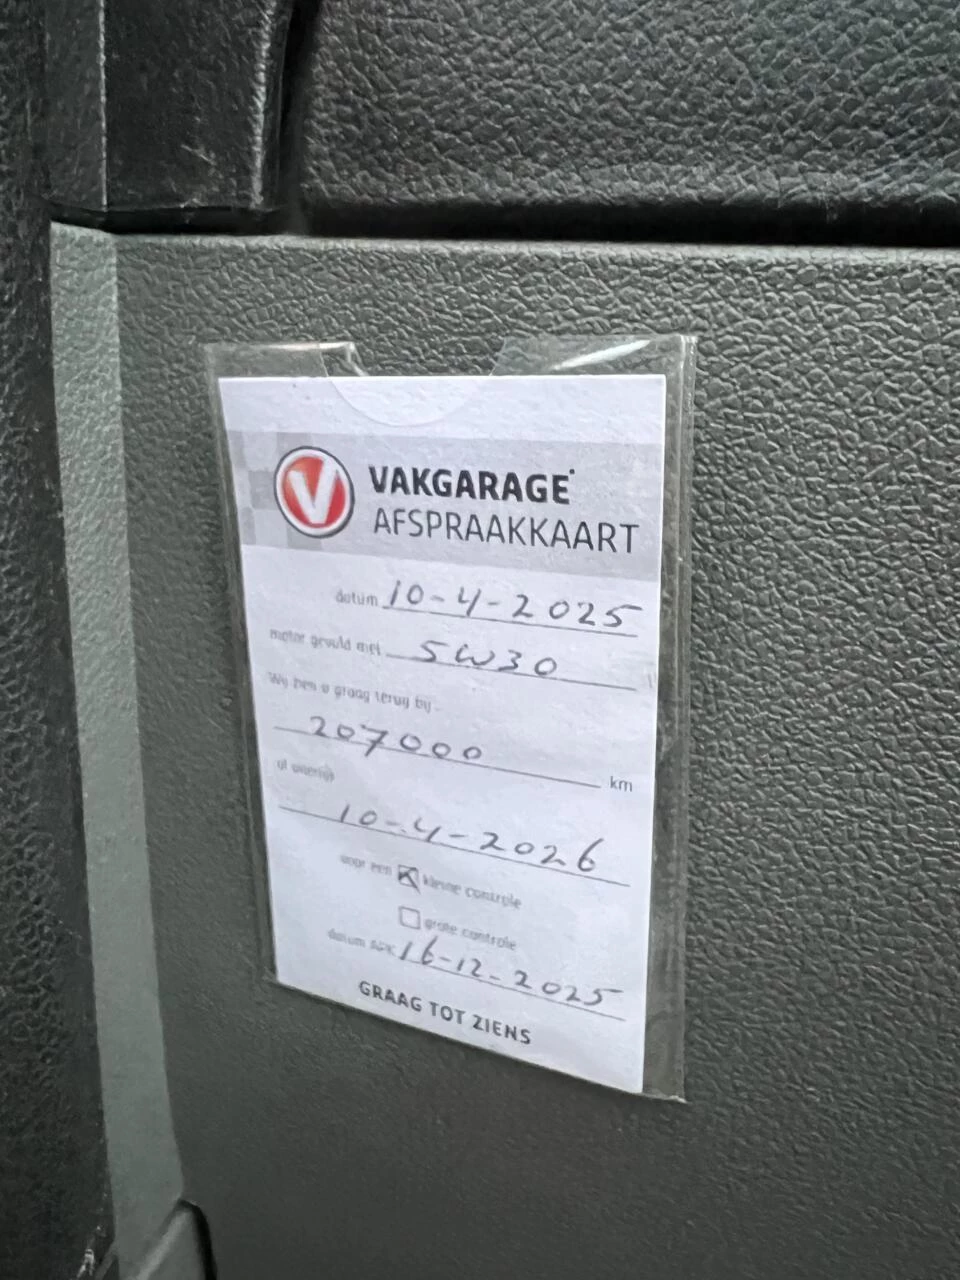 V
VAKGARAGE
AFSPRAAKKAART
datum 10-4-2025
motor gevuld met 5W30
Wij zien u graag terug bij
207000 km
of uiterlijk
10-4-2026
voor een kleine controle
grote controle
datum APK 16-12-2025
GRAAG TOT ZIENS